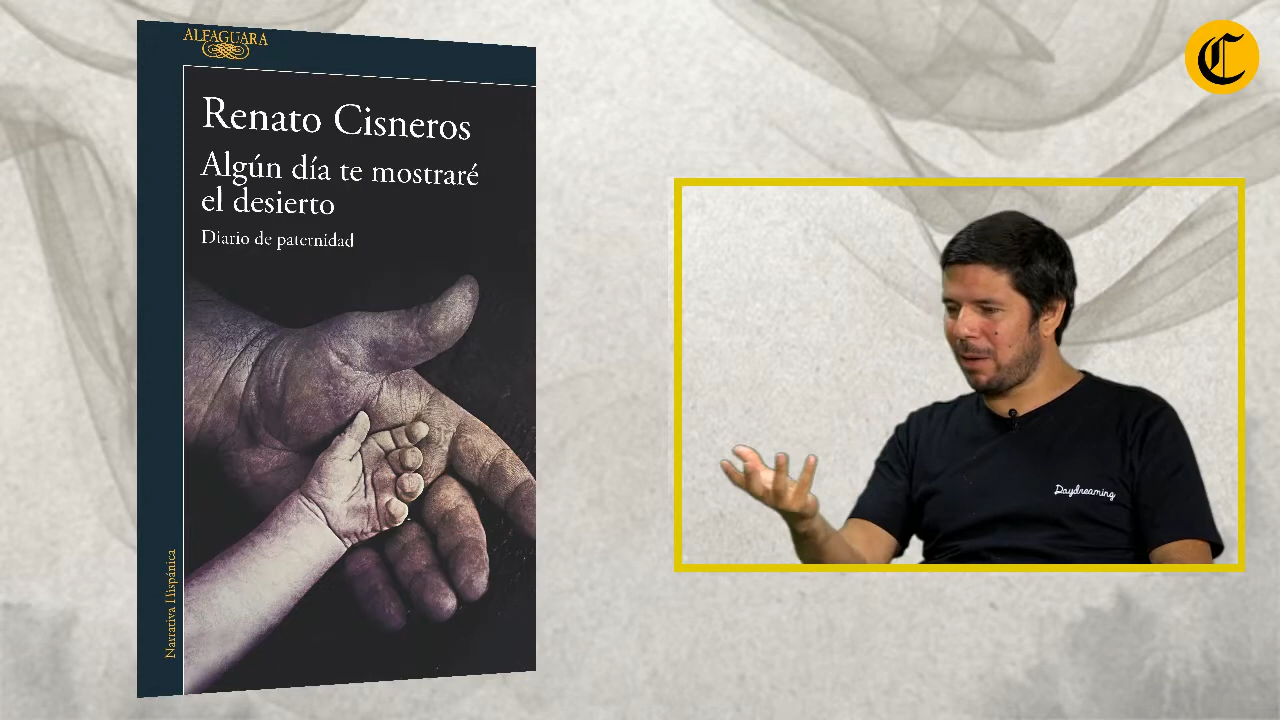 ALFAGUARA
Renato Cisneros
Algún día te mostraré
el desierto
Diario de paternidad
Narrativa Hispánica
C
Daydreaming